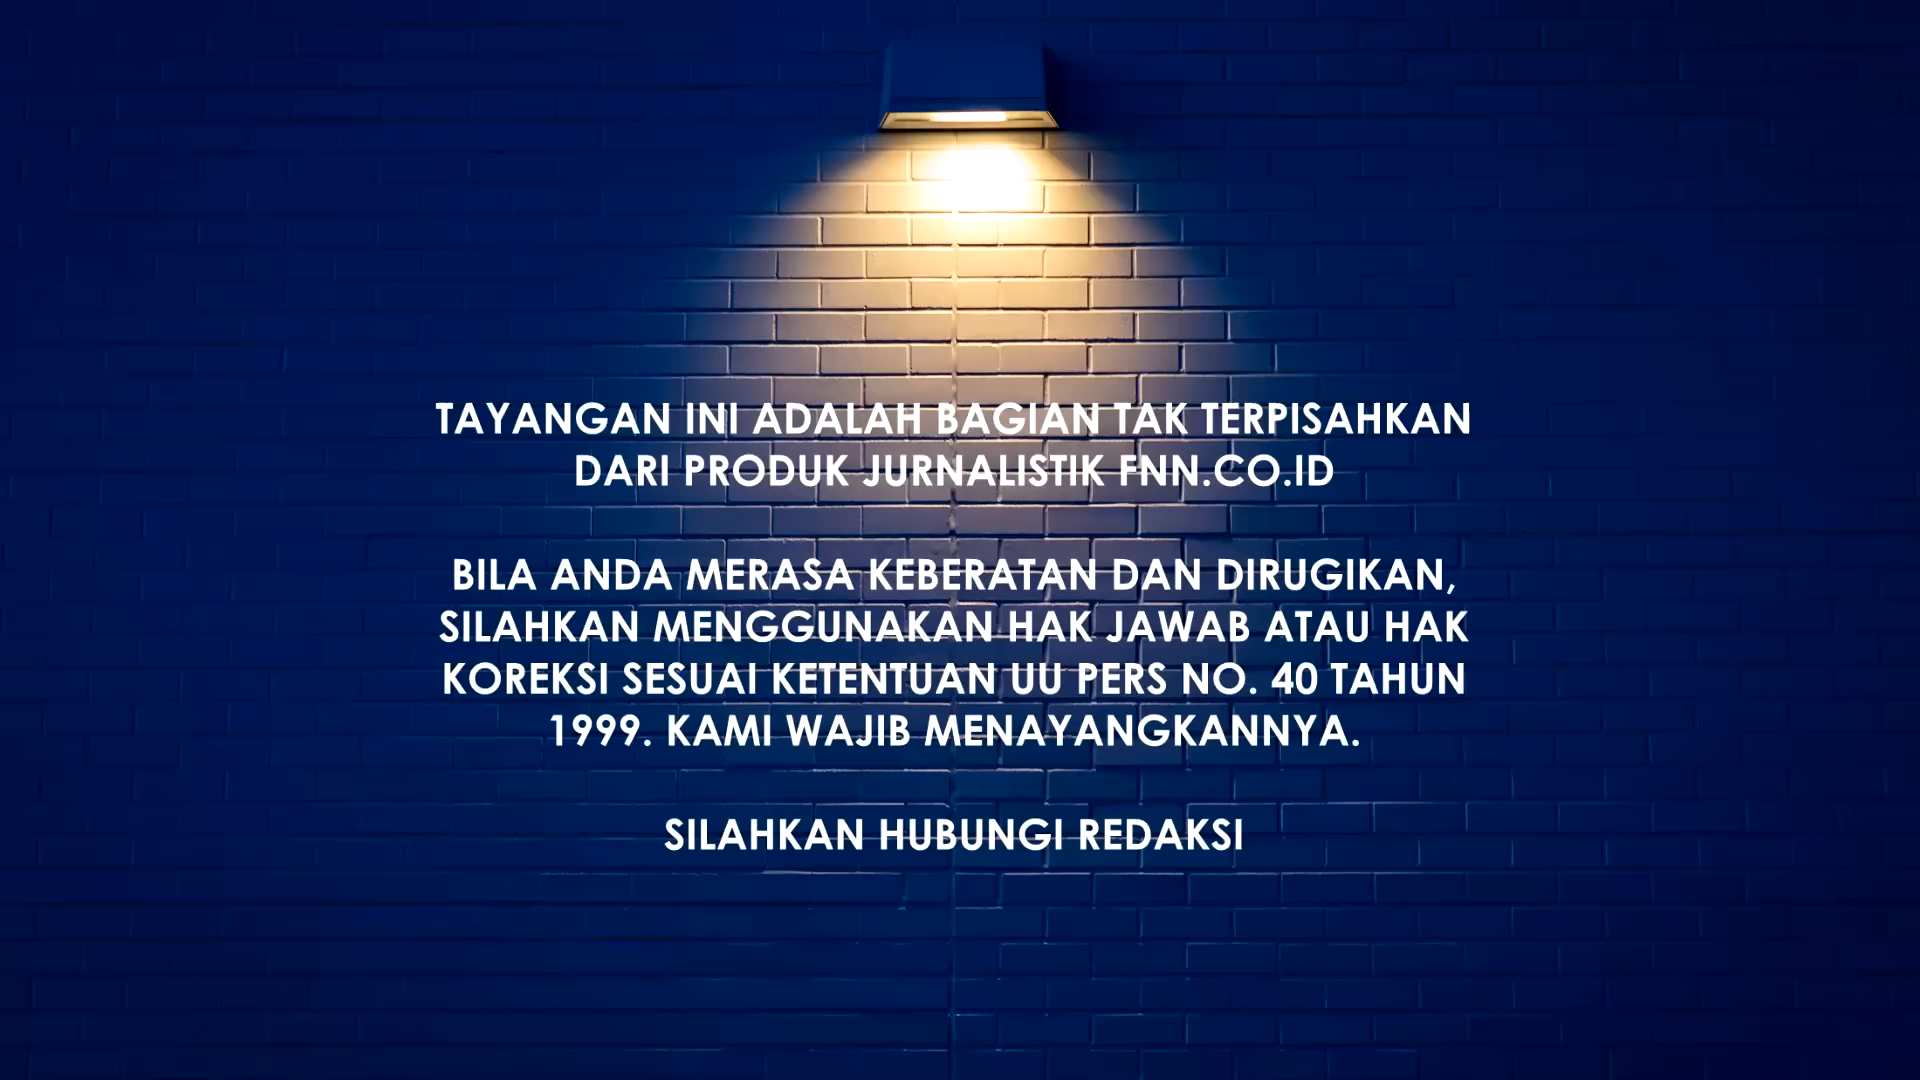 TAYANGAN INI ADALAH BAGIAN TAK TERPISAHKAN
DARI PRODUK JURNALISTIK FNN.CO.ID
BILA ANDA MERASA KEBERATAN DAN DIRUGIKAN,
SILAHKAN MENGGUNAKAN HAK JAWAB ATAU HAK
KOREKSI SESUAI KETENTUAN UU PERS NO. 40 TAHUN
1999. KAMI WAJIB MENAYANGKANNYA.
SILAHKAN HUBUNGI REDAKSI